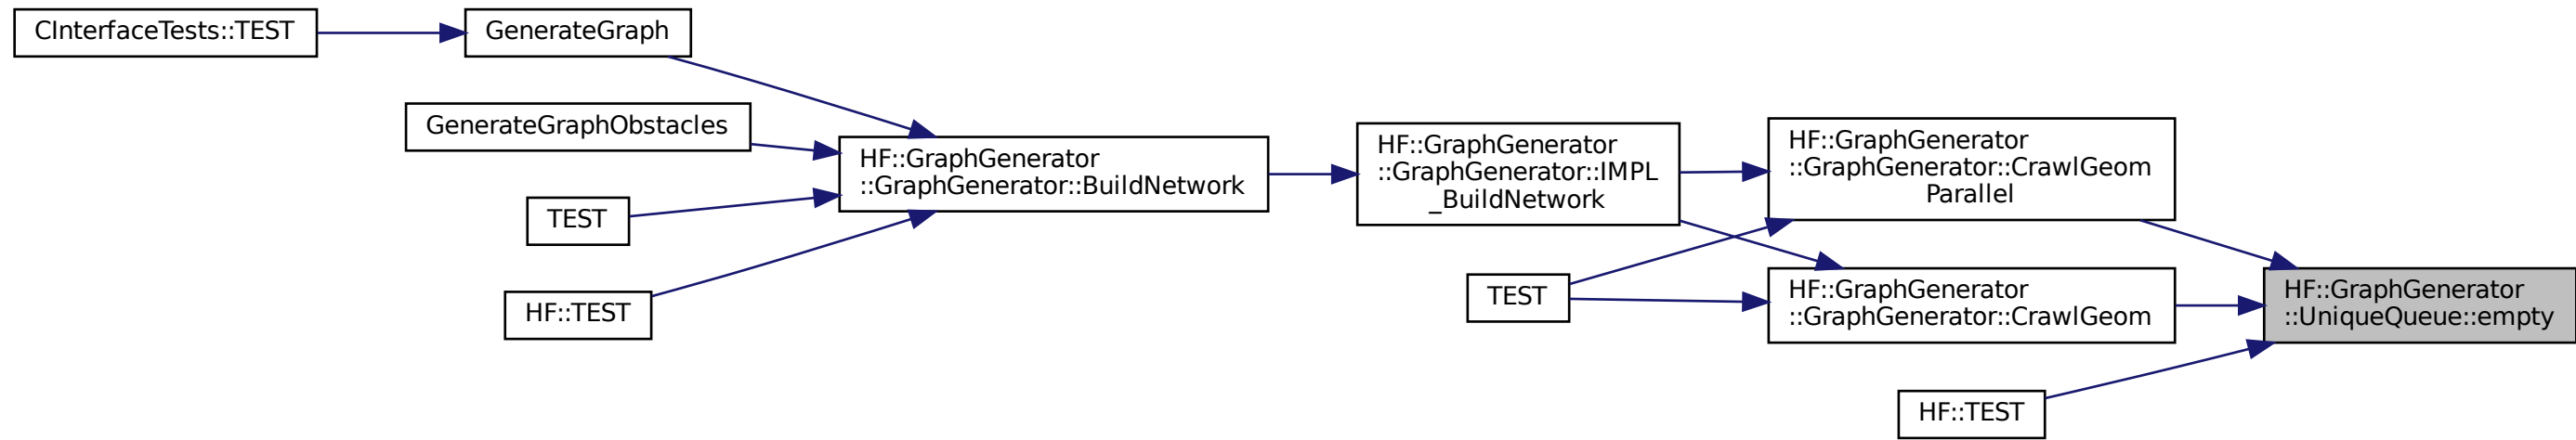 CInterfaceTests::TEST
GenerateGraph
GenerateGraphObstacles
TEST
HF::TEST
HF::GraphGenerator
::GraphGenerator::BuildNetwork
HF::GraphGenerator
::GraphGenerator::IMPL
_BuildNetwork
TEST
HF::GraphGenerator
::GraphGenerator::CrawlGeom
Parallel
HF::GraphGenerator
::GraphGenerator::CrawlGeom
HF::TEST
HF::GraphGenerator
::UniqueQueue::empty